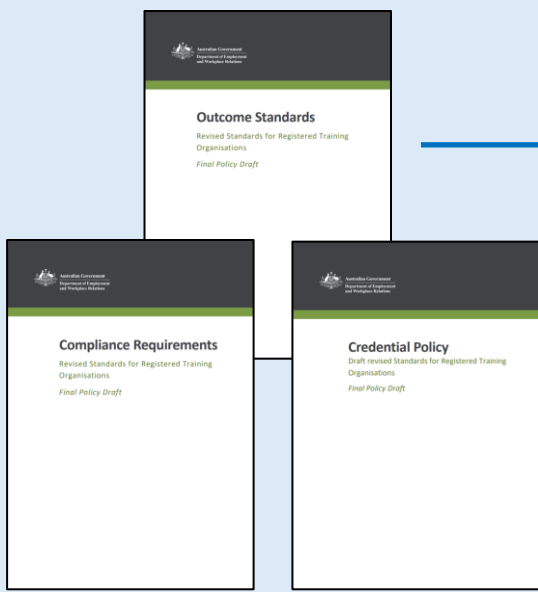 Australian Government
Department of Employment
and Workplace Relations
Outcome Standards
Revised Standards for Registered Training
Organisations
Final Policy Draft
Australian Government
Department of Employment
and Workplace Relations
Compliance Requirements
Revised Standards for Registered Training
Organisations
Final Policy Draft
Australian Government
Department of Employment
and Workplace Relations
Credential Policy
Draft revised Standards for Registered Training
Organisations
Final Policy Draft